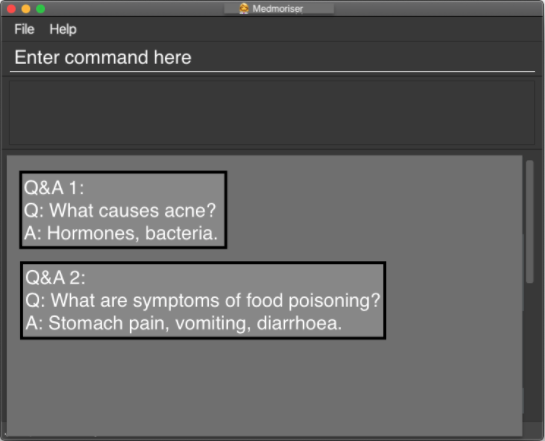 Medmoriser
File Help
Enter command here
Q&A 1:
Q: What causes acne?
A: Hormones, bacteria.
Q&A 2:
Q: What are symptoms of food poisoning?
A: Stomach pain, vomiting, diarrhoea.